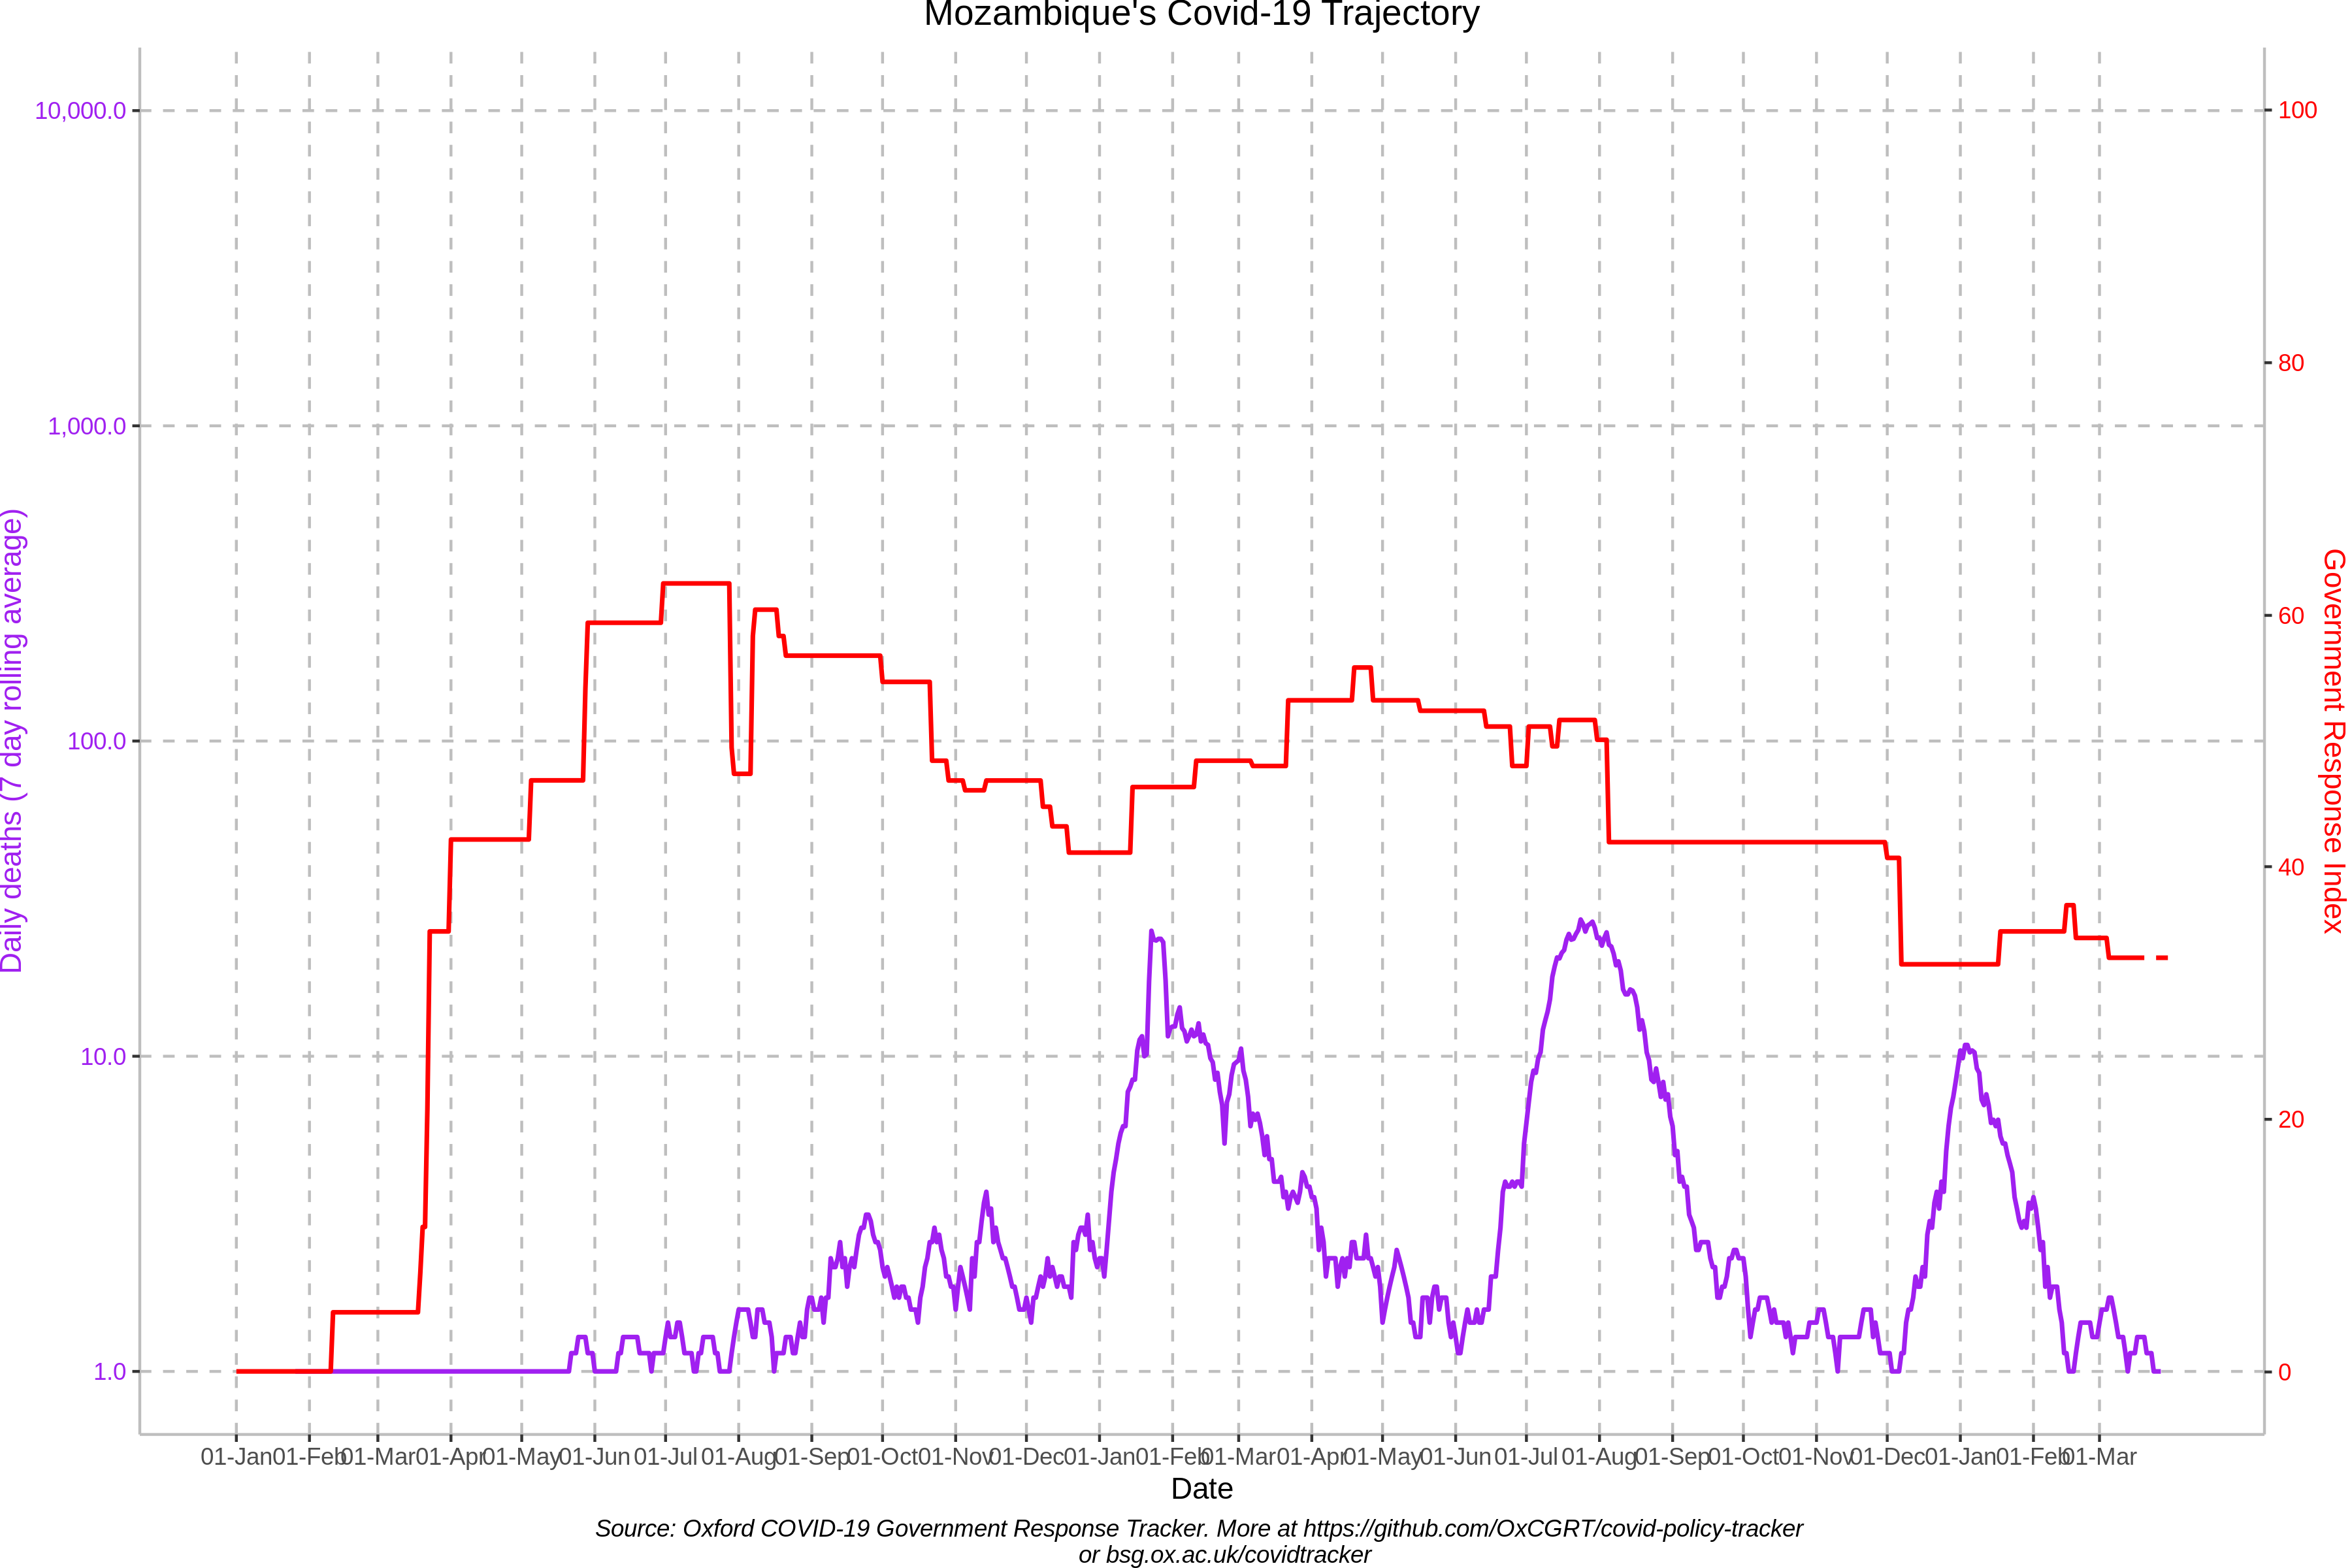 Mozambique's Covid-19 Trajectory
10,000.0
1,000.0
100.0
10.0
1.0
Daily deaths (7 day rolling average)
100
80
60
40
20
0
Government Response Index
01-Jan 01-Feb 01-Mar 01-Apr 01-May 01-Jun 01-Jul 01-Aug 01-Sep 01-Oct 01-Nov 01-Dec 01-Jan 01-Feb 01-Mar 01-Apr 01-May 01-Jun 01-Jul 01-Aug 01-Sep 01-Oct 01-Nov 01-Dec 01-Jan 01-Feb 01-Mar
Date
Source: Oxford COVID-19 Government Response Tracker. More at https://github.com/OxCGRT/covid-policy-tracker
or bsg.ox.ac.uk/covidtracker